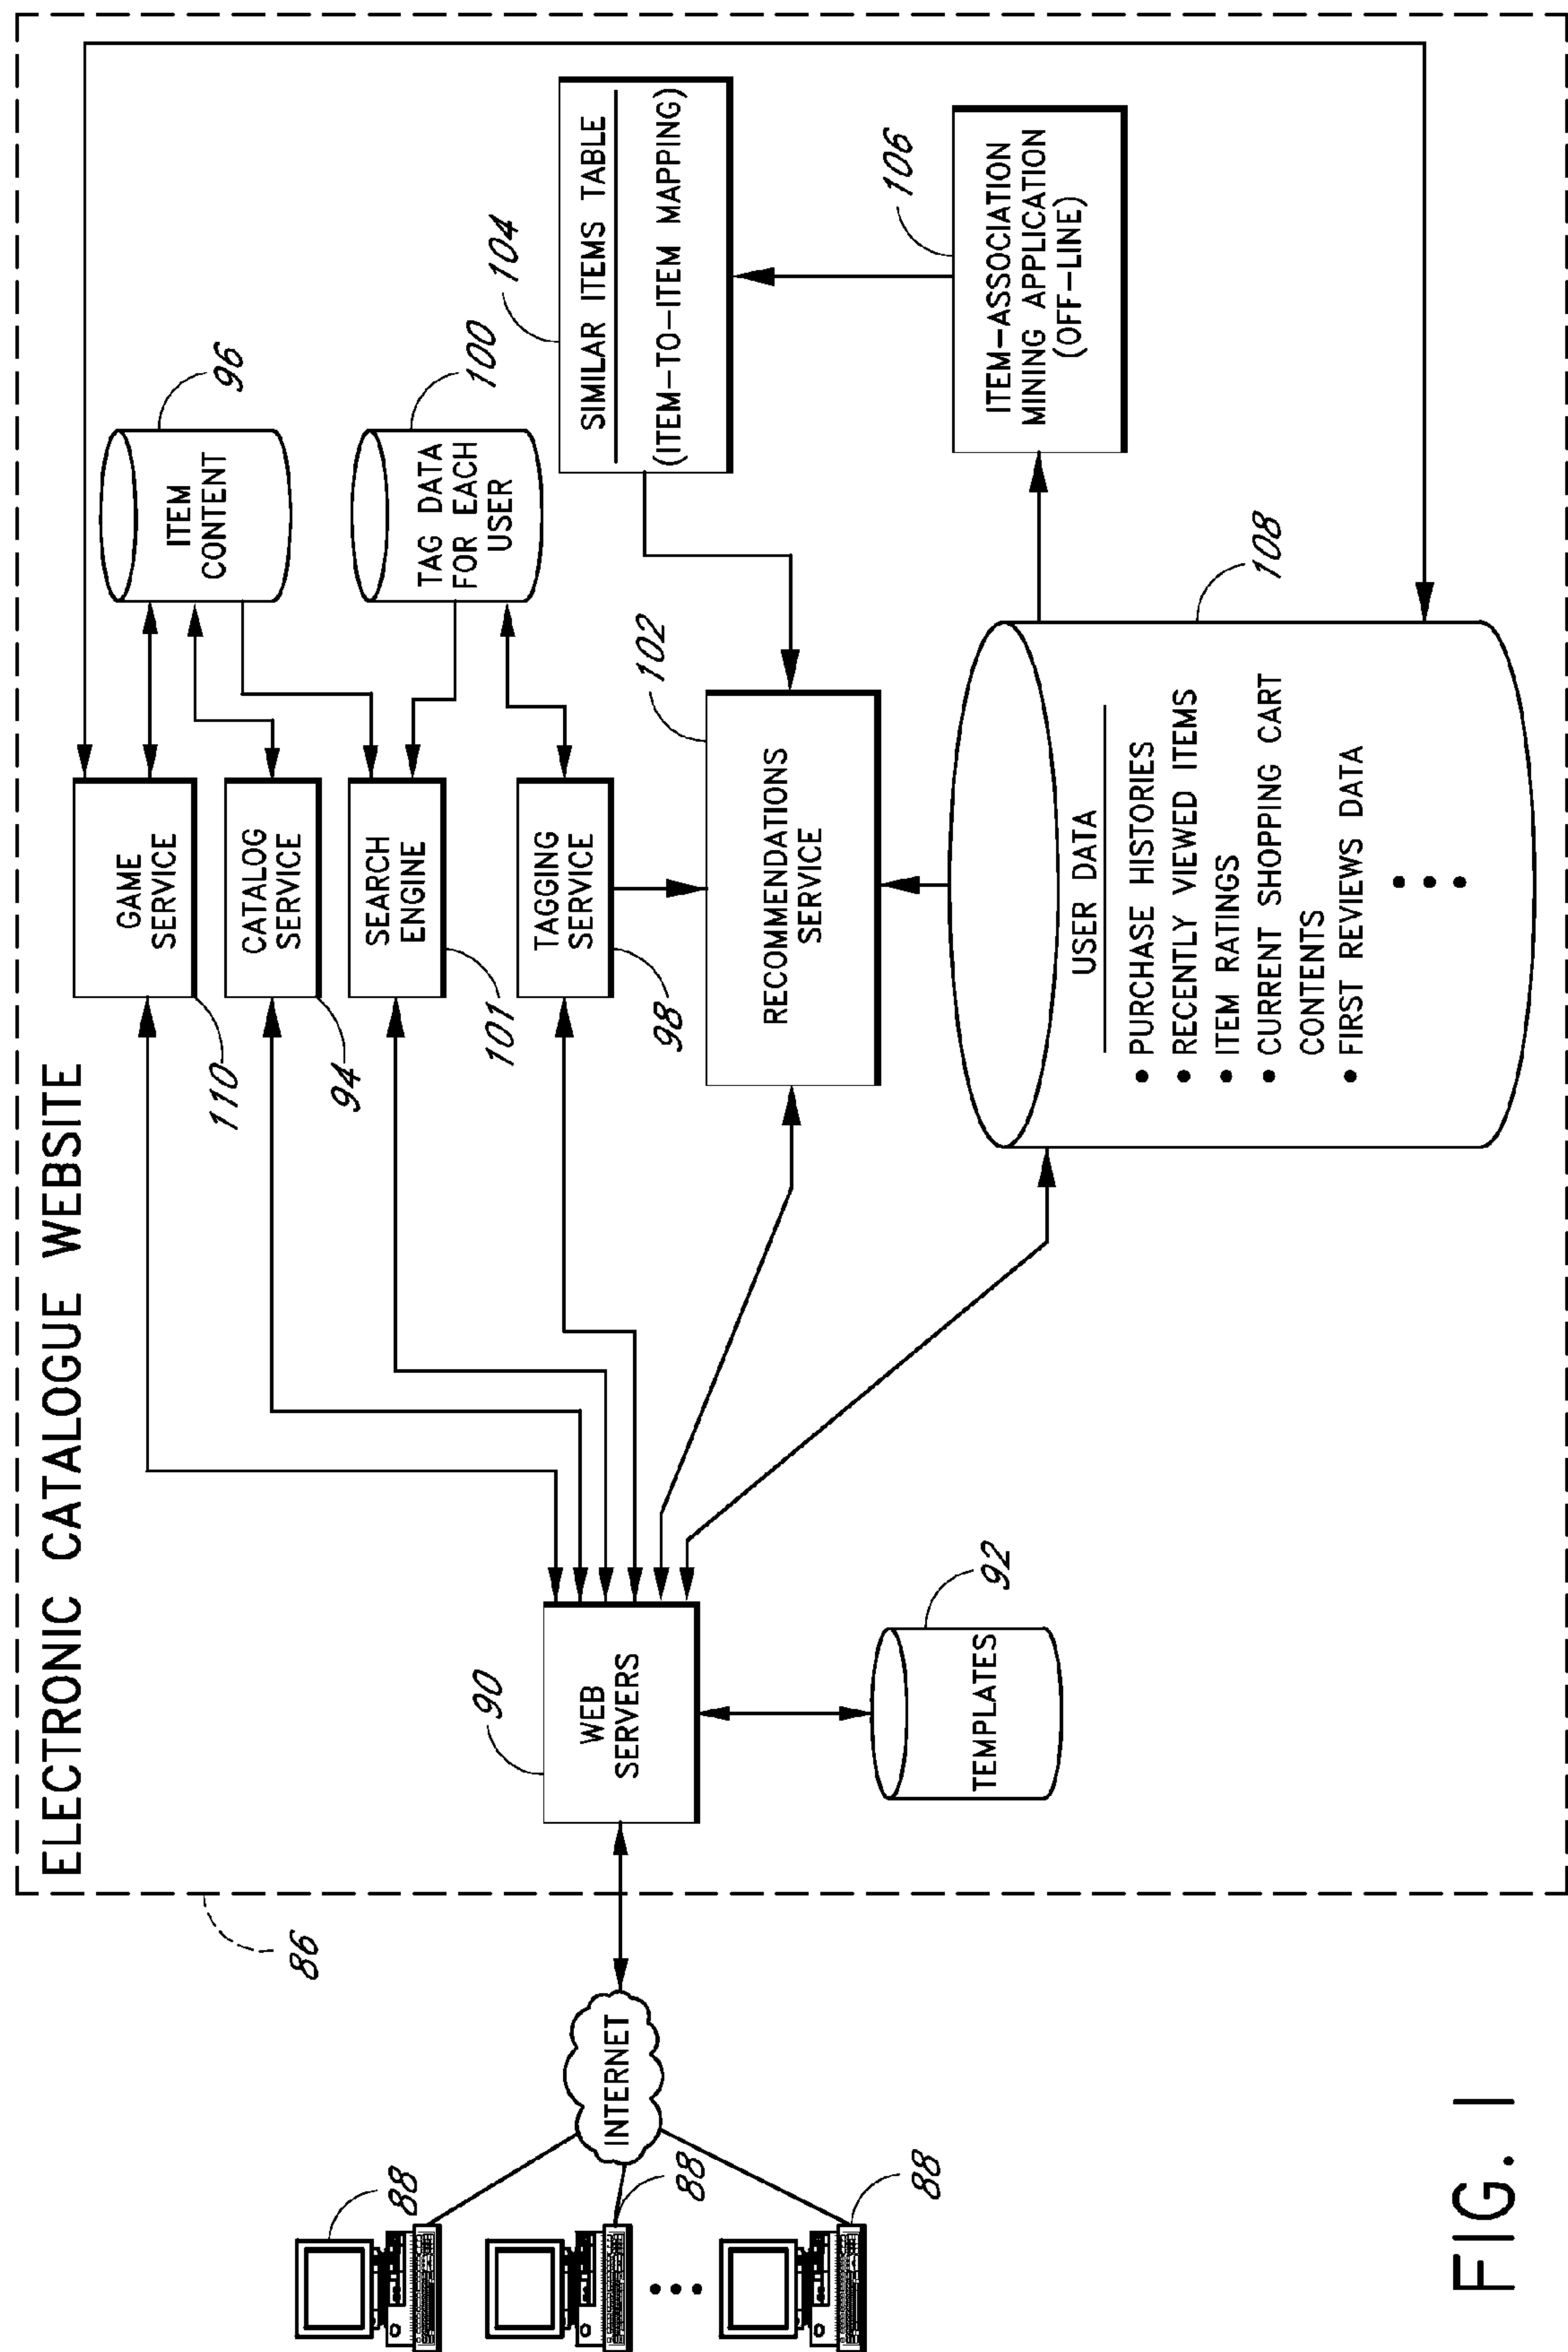 ELECTRONIC CATALOGUE WEBSITE
86
88
88
88
INTERNET
90
WEB
SERVERS
TEMPLATES
92
110
GAME
SERVICE
94
CATALOG
SERVICE
101
SEARCH
ENGINE
98
TAGGING
SERVICE
ITEM
CONTENT
96
TAG DATA
FOR EACH
USER
100
102
RECOMMENDATIONS
SERVICE
104
SIMILAR ITEMS TABLE
(ITEM-TO-ITEM MAPPING)
106
ITEM-ASSOCIATION
MINING APPLICATION
(OFF-LINE)
108
USER DATA
• PURCHASE HISTORIES
• RECENTLY VIEWED ITEMS
• ITEM RATINGS
• CURRENT SHOPPING CART
CONTENTS
• FIRST REVIEWS DATA
FIG. 1